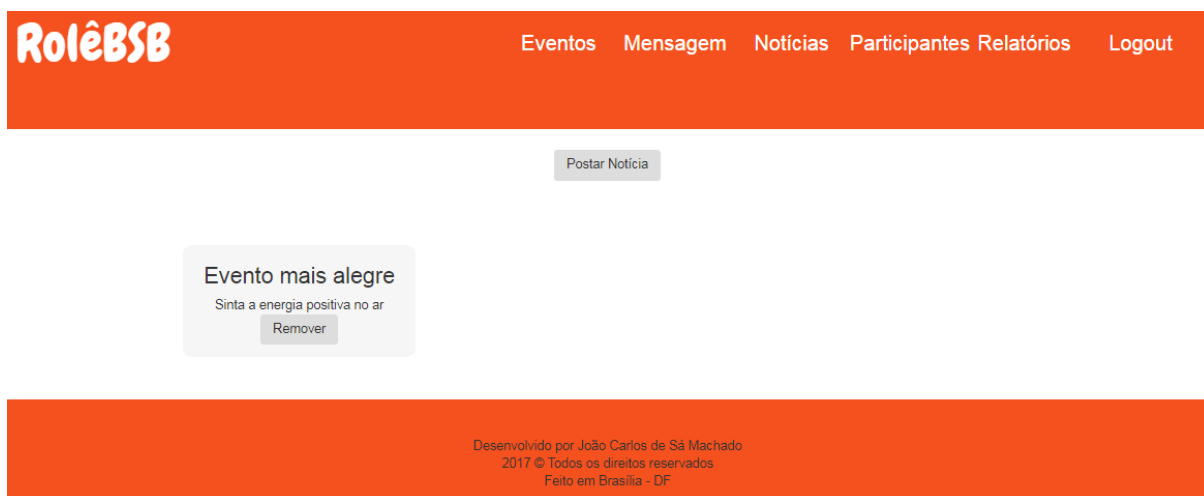 RolêBSB
Eventos Mensagem Notícias Participantes Relatórios Logout
Postar Notícia
Evento mais alegre
Sinta a energia positiva no ar
Remover
Desenvolvido por João Carlos de Sá Machado
2017 © Todos os direitos reservados
Feito em Brasília - DF